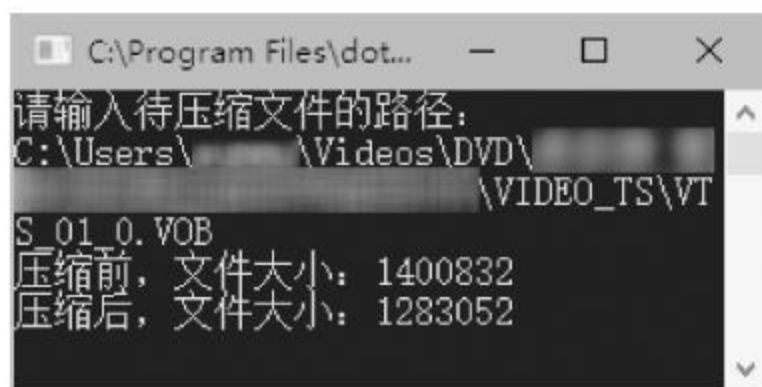 C:\Program Files\dot...
请输入待压缩文件的路径：
C:\Users\ \Videos\DVD\
\VIDEO_TS\VT
S_01_0.VOB
压缩前，文件大小：1400832
压缩后，文件大小：1283052